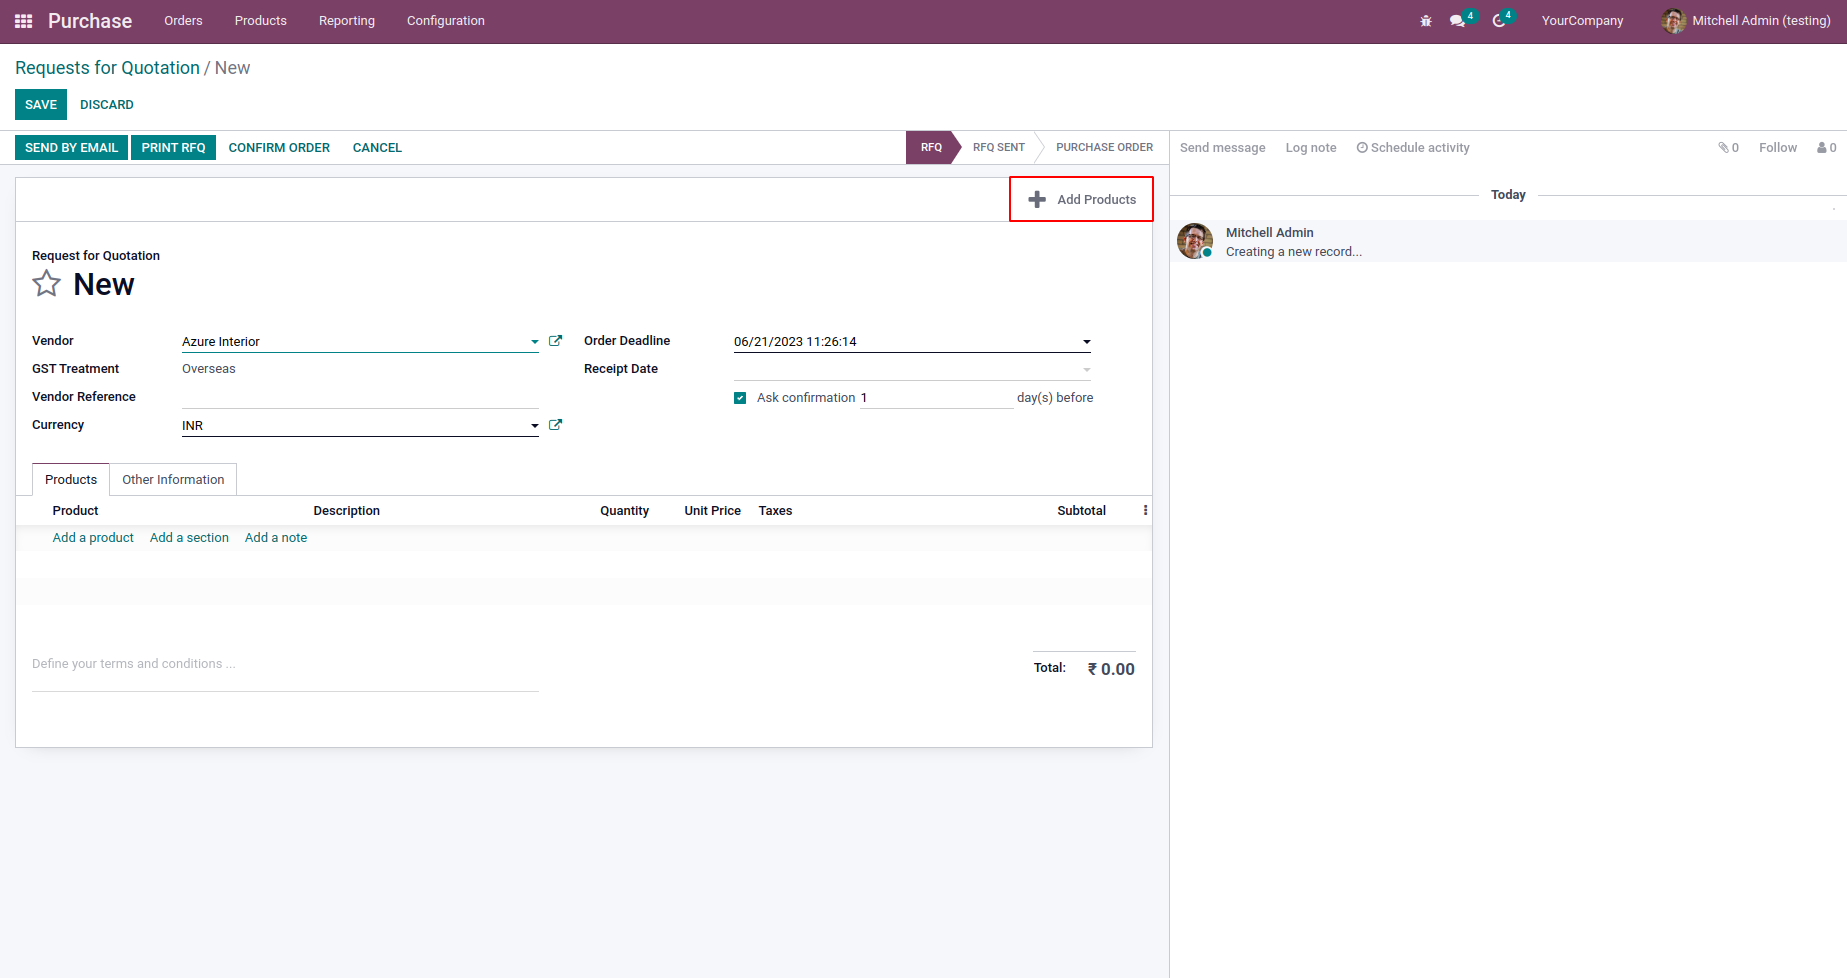 Purchase Orders Products Reporting Configuration 4 4 YourCompany Mitchell Admin (testing)
Requests for Quotation / New
SAVE DISCARD
SEND BY EMAIL PRINT RFQ CONFIRM ORDER CANCEL RFQ RFQ SENT PURCHASE ORDER
Send message Log note Schedule activity 0 Follow 0
Add Products
Today
Mitchell Admin
Creating a new record...
Request for Quotation
New
Vendor Azure Interior Order Deadline 06/21/2023 11:26:14
GST Treatment Overseas Receipt Date
Vendor Reference Ask confirmation 1 day(s) before
Currency INR
Products Other Information
Product Description Quantity Unit Price Taxes Subtotal
Add a product Add a section Add a note
Define your terms and conditions ...
Total: ₹ 0.00